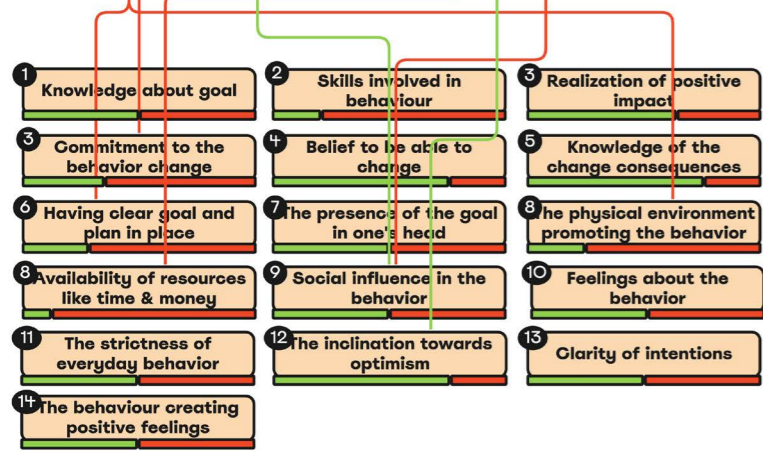 1
Knowledge about goal
2
Skills involved in
behaviour
3
Realization of positive
impact
3
Commitment to the
behavior change
4
Belief to be able to
change
5
Knowledge of the
change consequences
6
Having clear goal and
plan in place
7
The presence of the goal
in one's head
8
The physical environment
promoting the behavior
8
Availability of resources
like time & money
9
Social influence in the
behavior
10
Feelings about the
behavior
11
The strictness of
everyday behavior
12
The inclination towards
optimism
13
Clarity of intentions
14
The behaviour creating
positive feelings